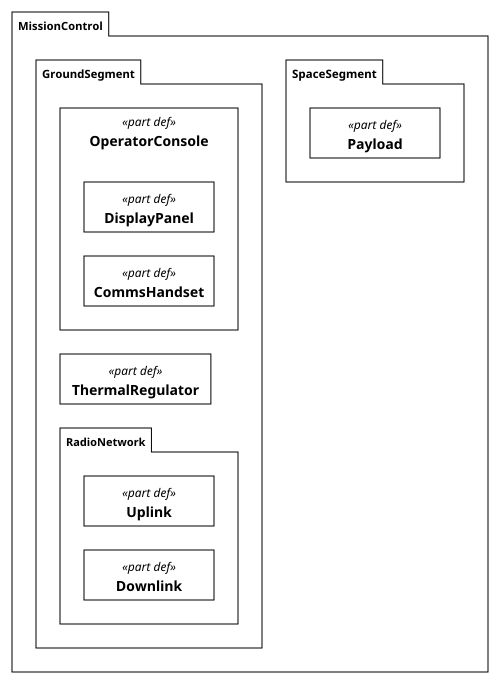 MissionControl
GroundSegment
«part def»
OperatorConsole
«part def»
DisplayPanel
«part def»
CommsHandset
«part def»
ThermalRegulator
RadioNetwork
«part def»
Uplink
«part def»
Downlink
SpaceSegment
«part def»
Payload